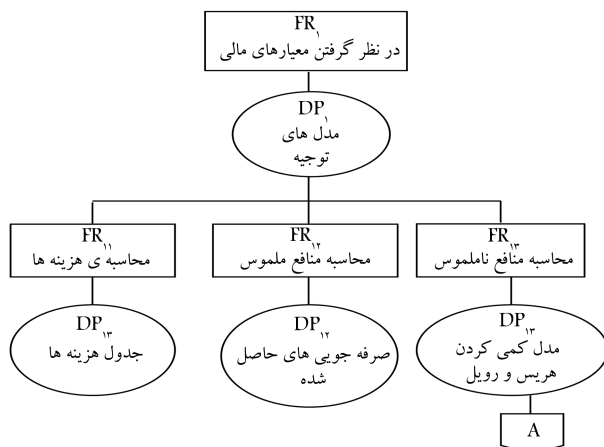 FR۱
در نظر گرفتن معیارهای مالی
DP۱
مدل های
توجیه
FR۱۱
محاسبه ی هزینه ها
FR۱۲
محاسبه منافع ملموس
FR۱۳
محاسبه منافع ناملموس
DP۱۳
جدول هزینه ها
DP۱۲
صرفه جویی های حاصل
شده
DP۱۳
مدل کمی کردن
هریس و رویل
A